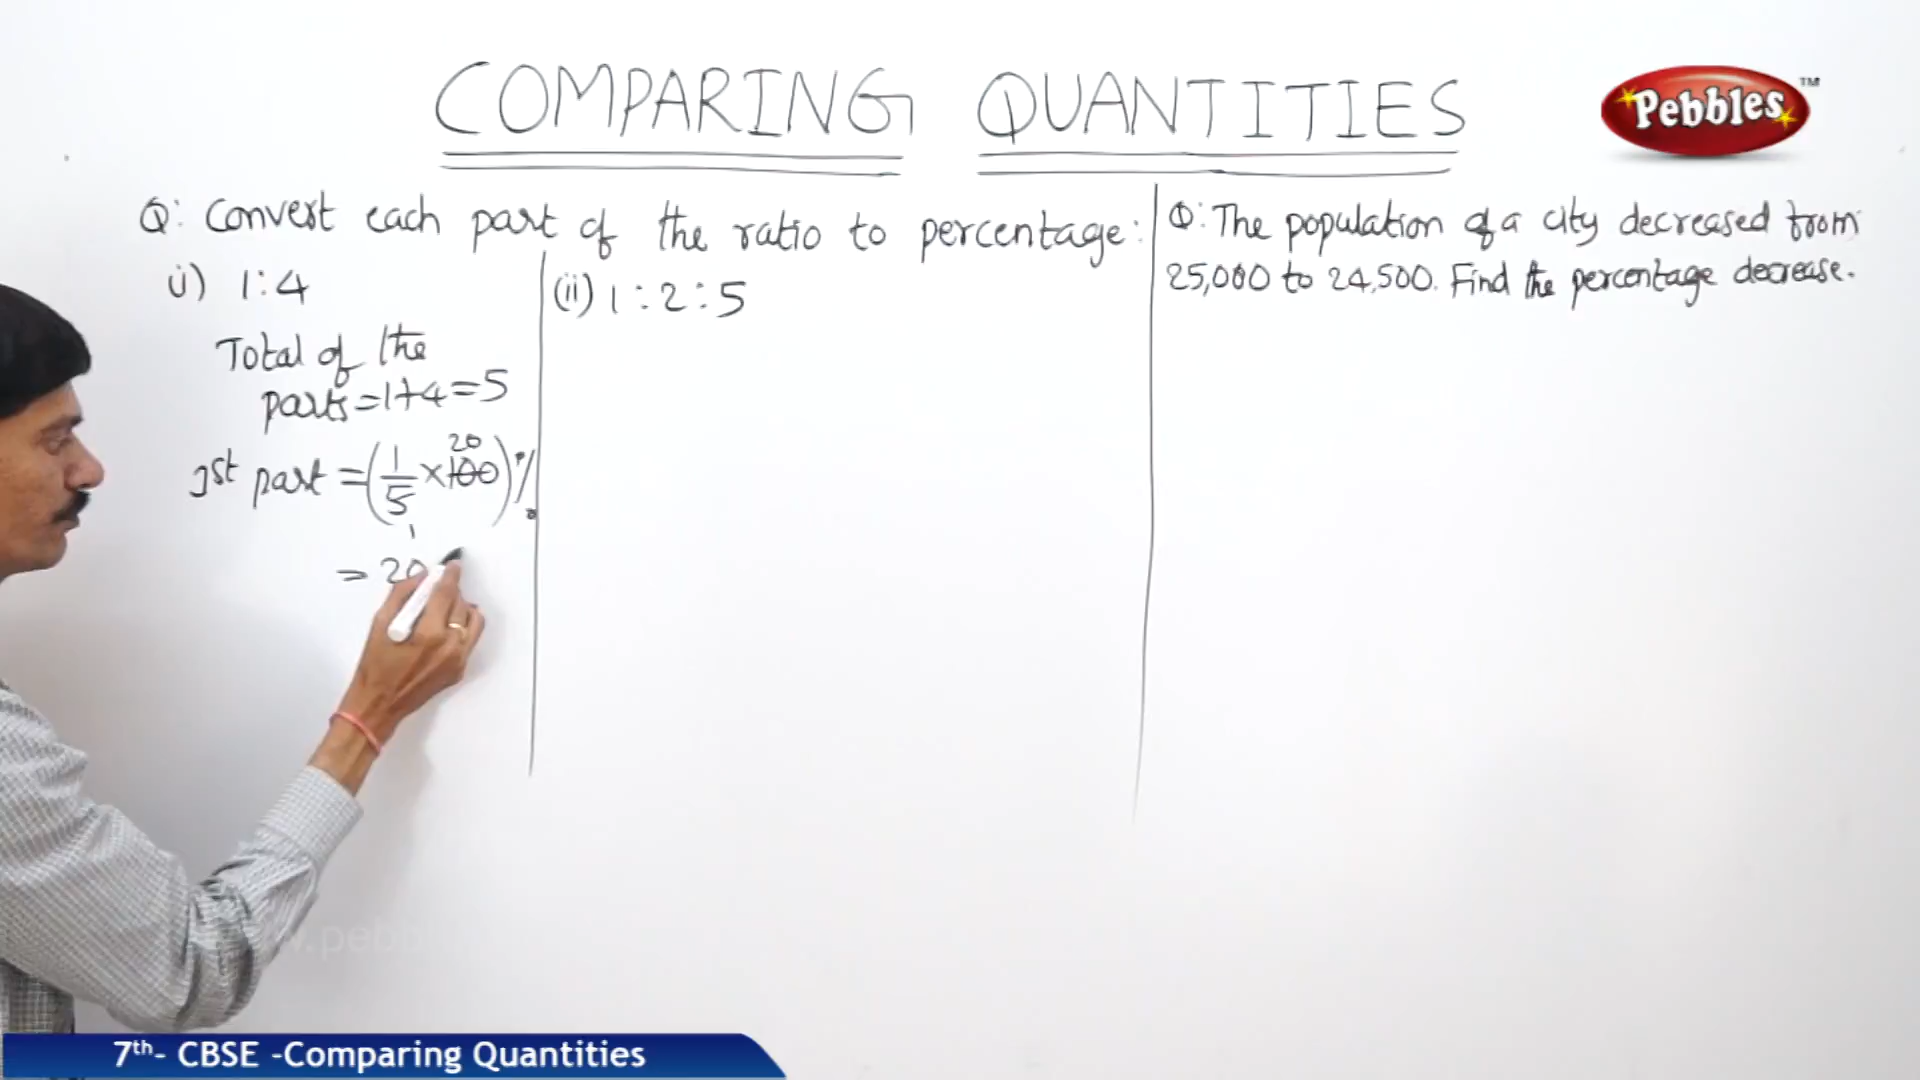 COMPARING QUANTITIES
Pebbles™
Q: Convert each part of the ratio to percentage:
(i) 1:4
Total of the
parts=1+4=5
1st part = (1/5 × 100)%
20
1
= 20
(ii) 1:2:5
Q: The population of a city decreased from
25,000 to 24,500. Find the percentage decrease.
7th- CBSE -Comparing Quantities